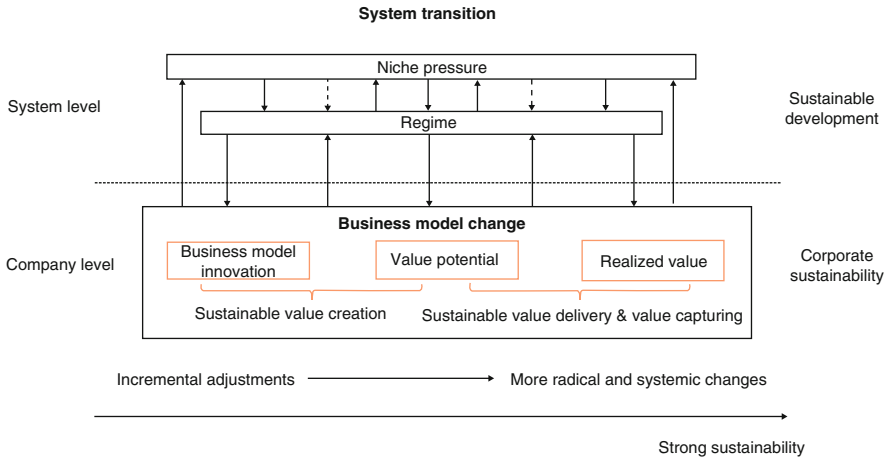 System transition
Niche pressure
System level
Sustainable
development
Regime
Business model change
Company level
Business model
innovation
Value potential
Realized value
Corporate
sustainability
Sustainable value creation
Sustainable value delivery & value capturing
Incremental adjustments
More radical and systemic changes
Strong sustainability